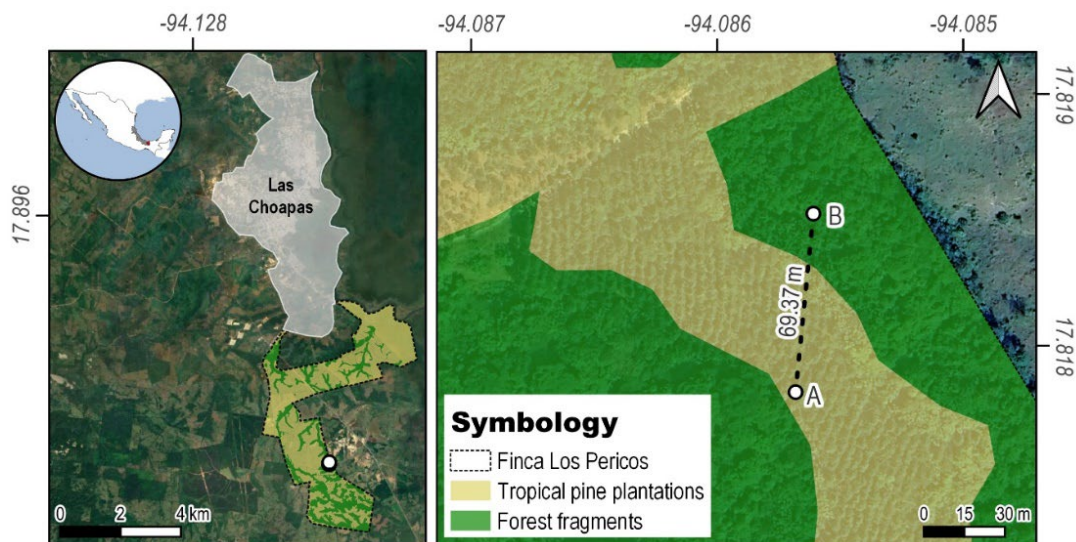 -94.128
-94.087
-94.086
-94.085
17.896
17.819
17.818
Las
Choapas
B
69.37 m
A
Symbology
Finca Los Pericos
Tropical pine plantations
Forest fragments
0 2 4 km
0 15 30 m